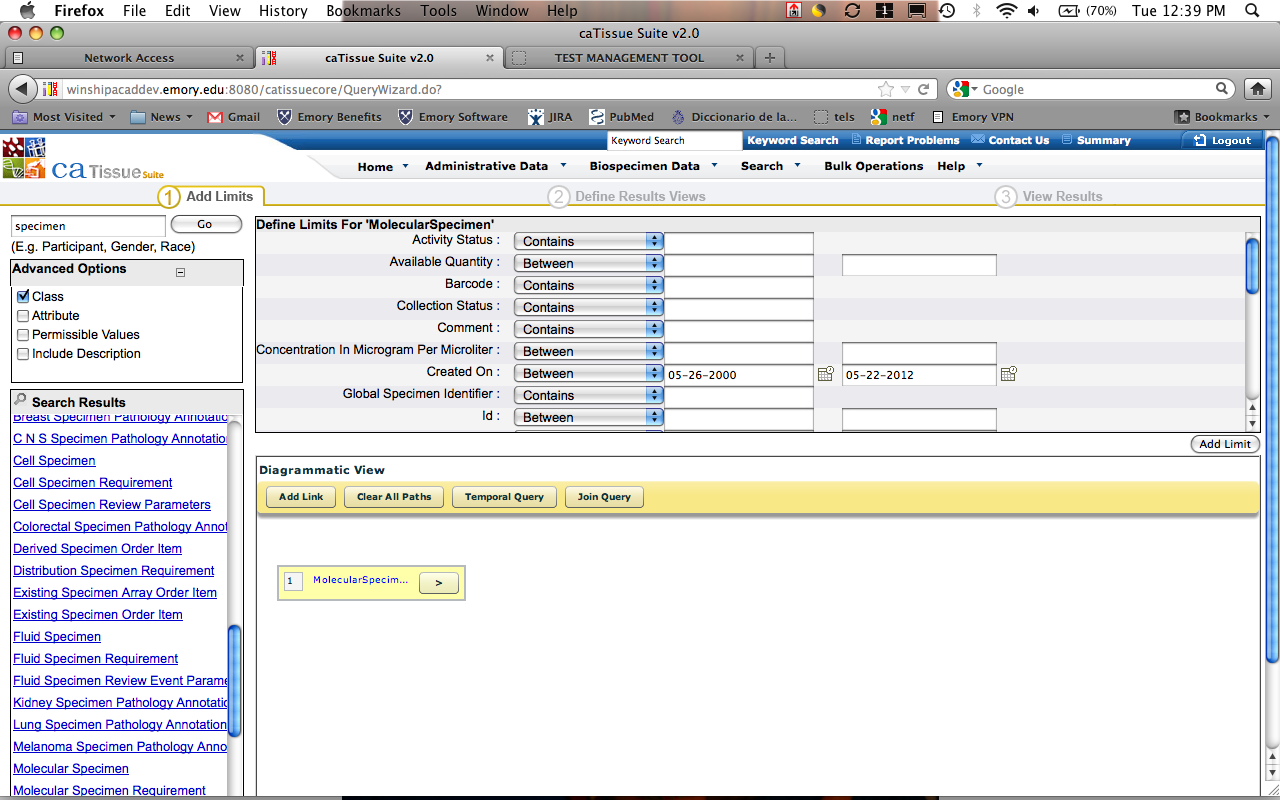 Firefox File Edit View History Bookmarks Tools Window Help 1 (70%) Tue 12:39 PM
caTissue Suite v2.0
Network Access caTissue Suite v2.0 TEST MANAGEMENT TOOL
winshipcaddev.emory.edu:8080/catissuecore/QueryWizard.do? Google
Most Visited News Gmail Emory Benefits Emory Software JIRA PubMed Diccionario de la... tels netf Emory VPN Bookmarks
Keyword Search Keyword Search Report Problems Contact Us Summary Logout
ca Tissue Suite
Home Administrative Data Biospecimen Data Search Bulk Operations Help
1 Add Limits 2 Define Results Views 3 View Results
specimen Go
(E.g. Participant, Gender, Race)
Advanced Options
Class
Attribute
Permissible Values
Include Description
Search Results
Breast Specimen Pathology Annotatio
C N S Specimen Pathology Annotation
Cell Specimen
Cell Specimen Requirement
Cell Specimen Review Parameters
Colorectal Specimen Pathology Annot
Derived Specimen Order Item
Distribution Specimen Requirement
Existing Specimen Array Order Item
Existing Specimen Order Item
Fluid Specimen
Fluid Specimen Requirement
Fluid Specimen Review Event Parame
Kidney Specimen Pathology Annotatio
Lung Specimen Pathology Annotation
Melanoma Specimen Pathology Anno
Molecular Specimen
Molecular Specimen Requirement
Define Limits For 'MolecularSpecimen'
Activity Status : Contains
Available Quantity : Between
Barcode : Contains
Collection Status : Contains
Comment : Contains
Concentration In Microgram Per Microliter : Between
Created On : Between 05-26-2000 05-22-2012
Global Specimen Identifier : Contains
Id : Between
Add Limit
Diagrammatic View
Add Link Clear All Paths Temporal Query Join Query
1 MolecularSpecim... >